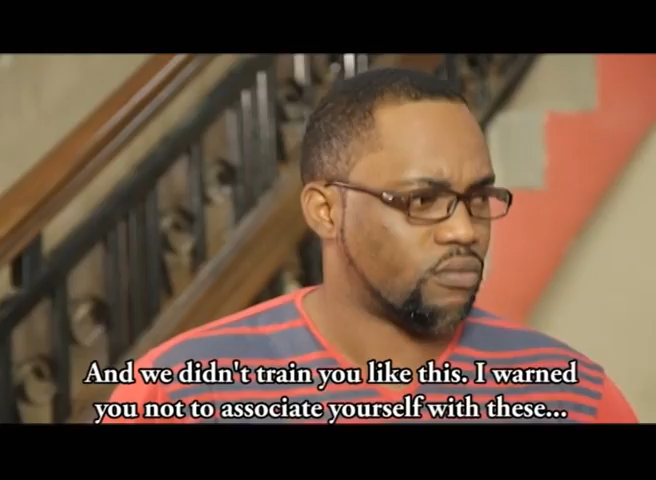 And we didn't train you like this. I warned
you not to associate yourself with these...